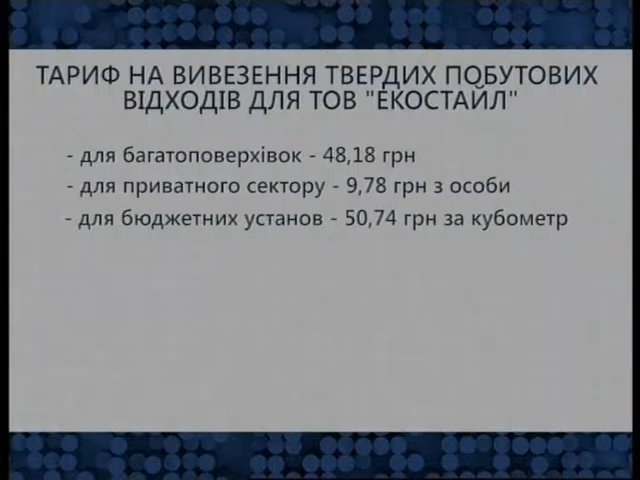 ТАРИФ НА ВИВЕЗЕННЯ ТВЕРДИХ ПОБУТОВИХ
ВІДХОДІВ ДЛЯ ТОВ "ЕКОСТАЙЛ"
- для багатоповерхівок - 48,18 грн
- для приватного сектору - 9,78 грн з особи
- для бюджетних установ - 50,74 грн за кубометр